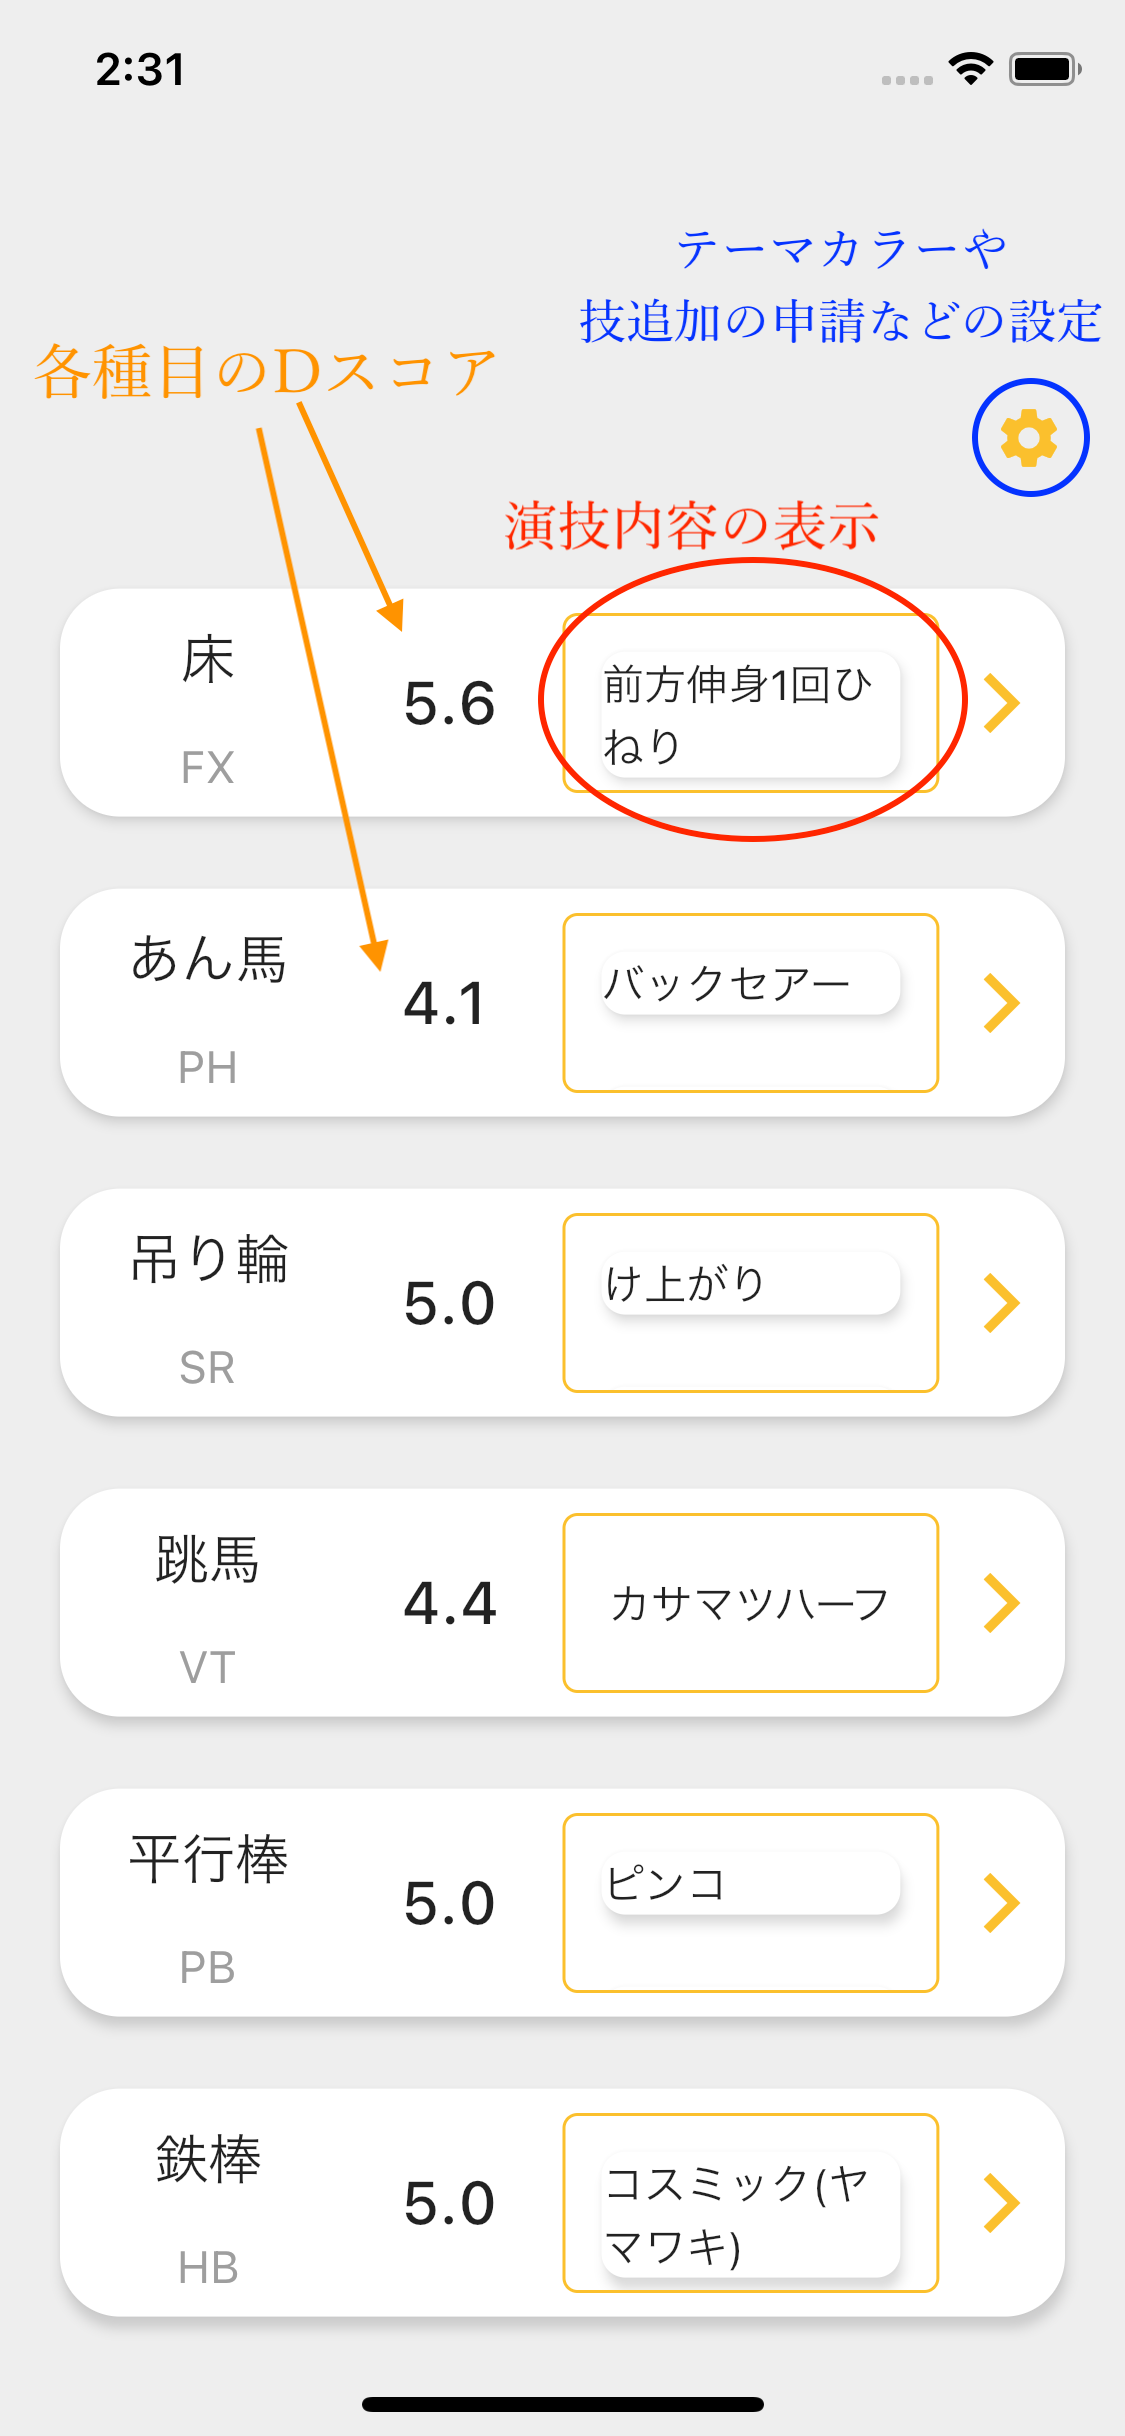 2:31
テーマカラーや
技追加の申請などの設定
各種目のDスコア
演技内容の表示
床
FX
5.6
前方伸身1回ひ
ねり
あん馬
PH
4.1
バックセアー
吊り輪
SR
5.0
け上がり
跳馬
VT
4.4
カサマツハーフ
平行棒
PB
5.0
ピンコ
鉄棒
HB
5.0
コスミック(ヤ
マワキ)